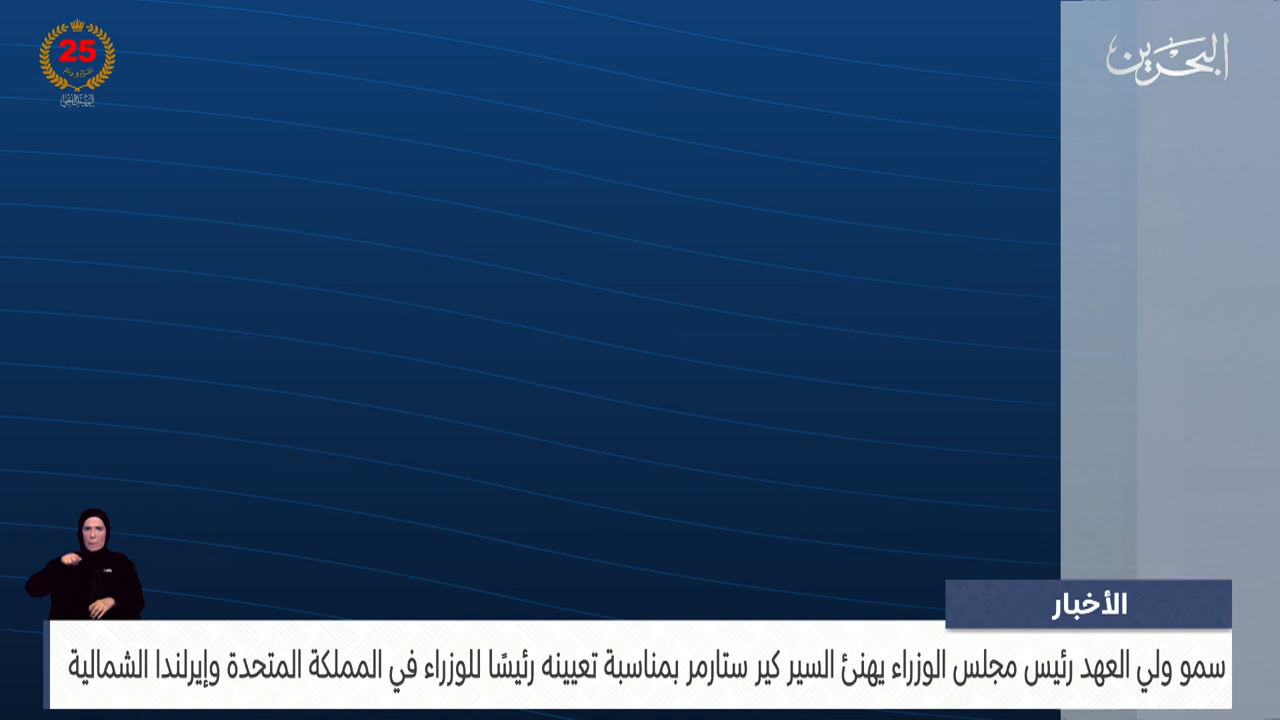 البحرين
25
الأخبار
سمو ولي العهد رئيس مجلس الوزراء يهنئ السير كير ستارمر بمناسبة تعيينه رئيسًا للوزراء في المملكة المتحدة وإيرلندا الشمالية